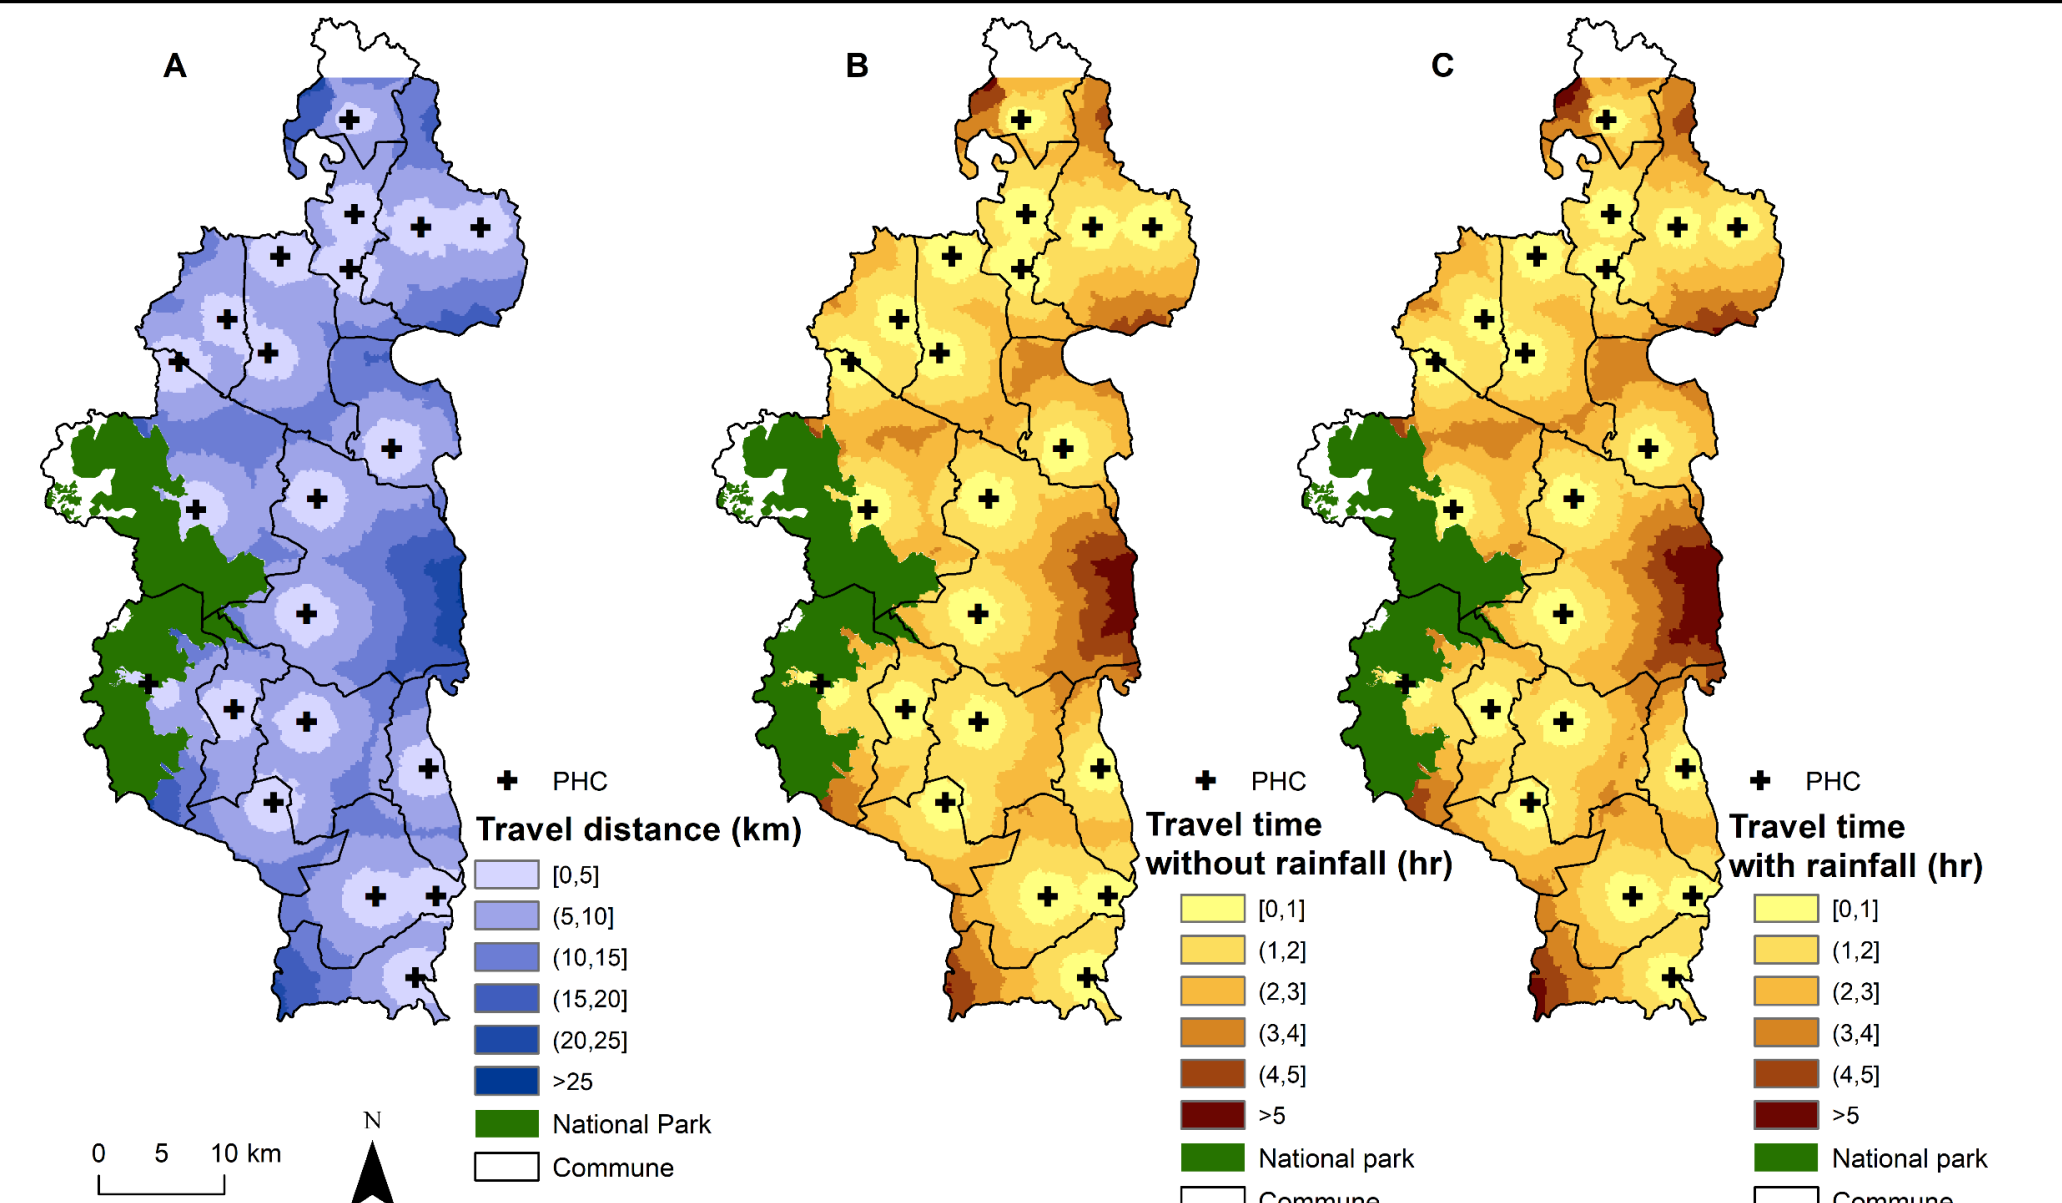 A
B
C
PHC
Travel distance (km)
[0,5]
(5,10]
(10,15]
(15,20]
(20,25]
>25
National Park
Commune
0 5 10 km
N
PHC
Travel time
without rainfall (hr)
[0,1]
(1,2]
(2,3]
(3,4]
(4,5]
>5
National park
Commune
PHC
Travel time
with rainfall (hr)
[0,1]
(1,2]
(2,3]
(3,4]
(4,5]
>5
National park
Commune